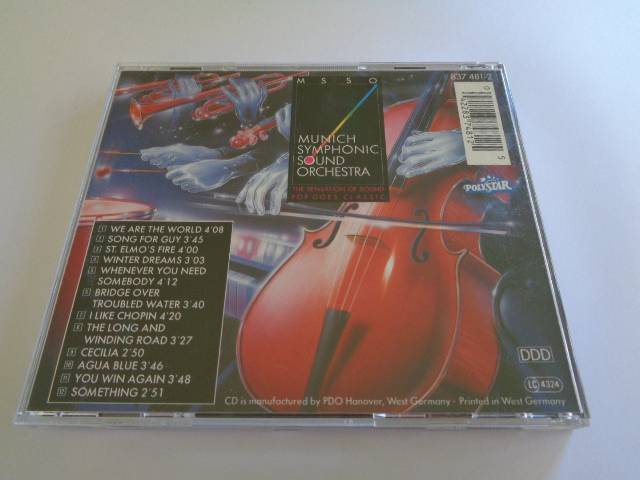 M S S O
837 481-2
MUNICH
SYMPHONIC
SOUND
ORCHESTRA
THE SENSATION OF SOUND
POP GOES CLASSIC
POLYSTAR
1 WE ARE THE WORLD 4'08
2 SONG FOR GUY 3'45
3 ST. ELMO'S FIRE 4'00
4 WINTER DREAMS 3'03
5 WHENEVER YOU NEED
SOMEBODY 4'12
6 BRIDGE OVER
TROUBLED WATER 3'40
7 I LIKE CHOPIN 4'20
8 THE LONG AND
WINDING ROAD 3'27
9 CECILIA 2'50
10 AGUA BLUE 3'46
11 YOU WIN AGAIN 3'48
12 SOMETHING 2'51
DDD
LC 4324
CD is manufactured by PDO Hanover, West Germany - Printed in West Germany